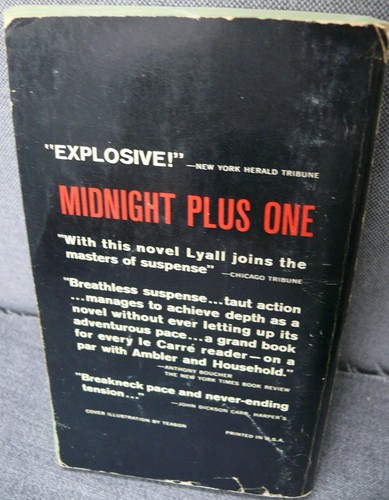 "EXPLOSIVE!" —NEW YORK HERALD TRIBUNE
MIDNIGHT PLUS ONE
"With this novel Lyall joins the
masters of suspense" —CHICAGO TRIBUNE
"Breathless suspense...taut action
...manages to achieve depth as a
novel without ever letting up its
adventurous pace...a grand book
for every le Carré reader—on a
par with Ambler and Household."
—ANTHONY BOUCHER
THE NEW YORK TIMES BOOK REVIEW
"Breakneck pace and never-ending
tension..." —JOHN DICKSON CARR, HARPER'S
COVER ILLUSTRATION BY TEASON PRINTED IN U.S.A.